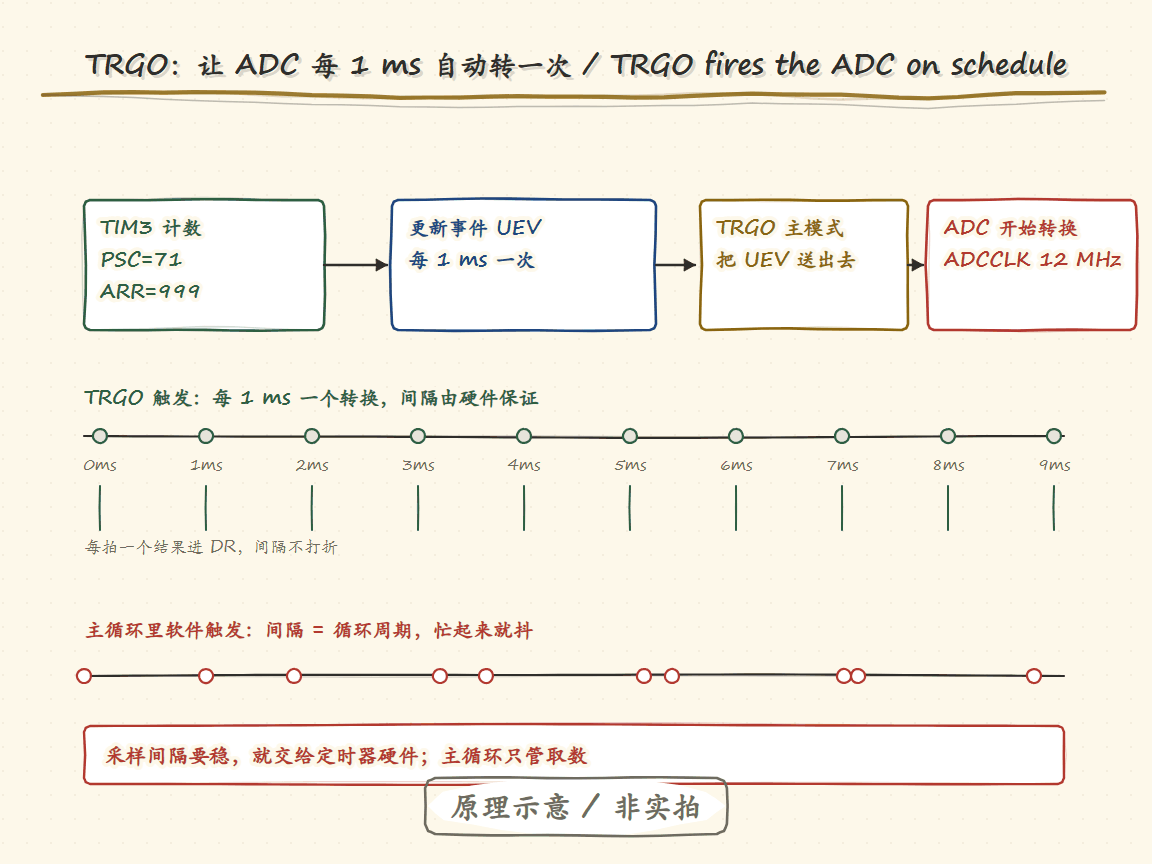 TRGO：让 ADC 每 1 ms 自动转一次 / TRGO fires the ADC on schedule
TIM3 计数
PSC=71
ARR=999
更新事件 UEV
每 1 ms 一次
TRGO 主模式
把 UEV 送出去
ADC 开始转换
ADCCLK 12 MHz
TRGO 触发：每 1 ms 一个转换，间隔由硬件保证
0ms 1ms 2ms 3ms 4ms 5ms 6ms 7ms 8ms 9ms
每拍一个结果进 DR，间隔不打折
主循环里软件触发：间隔 = 循环周期，忙起来就抖
采样间隔要稳，就交给定时器硬件；主循环只管取数
原理示意 / 非实拍